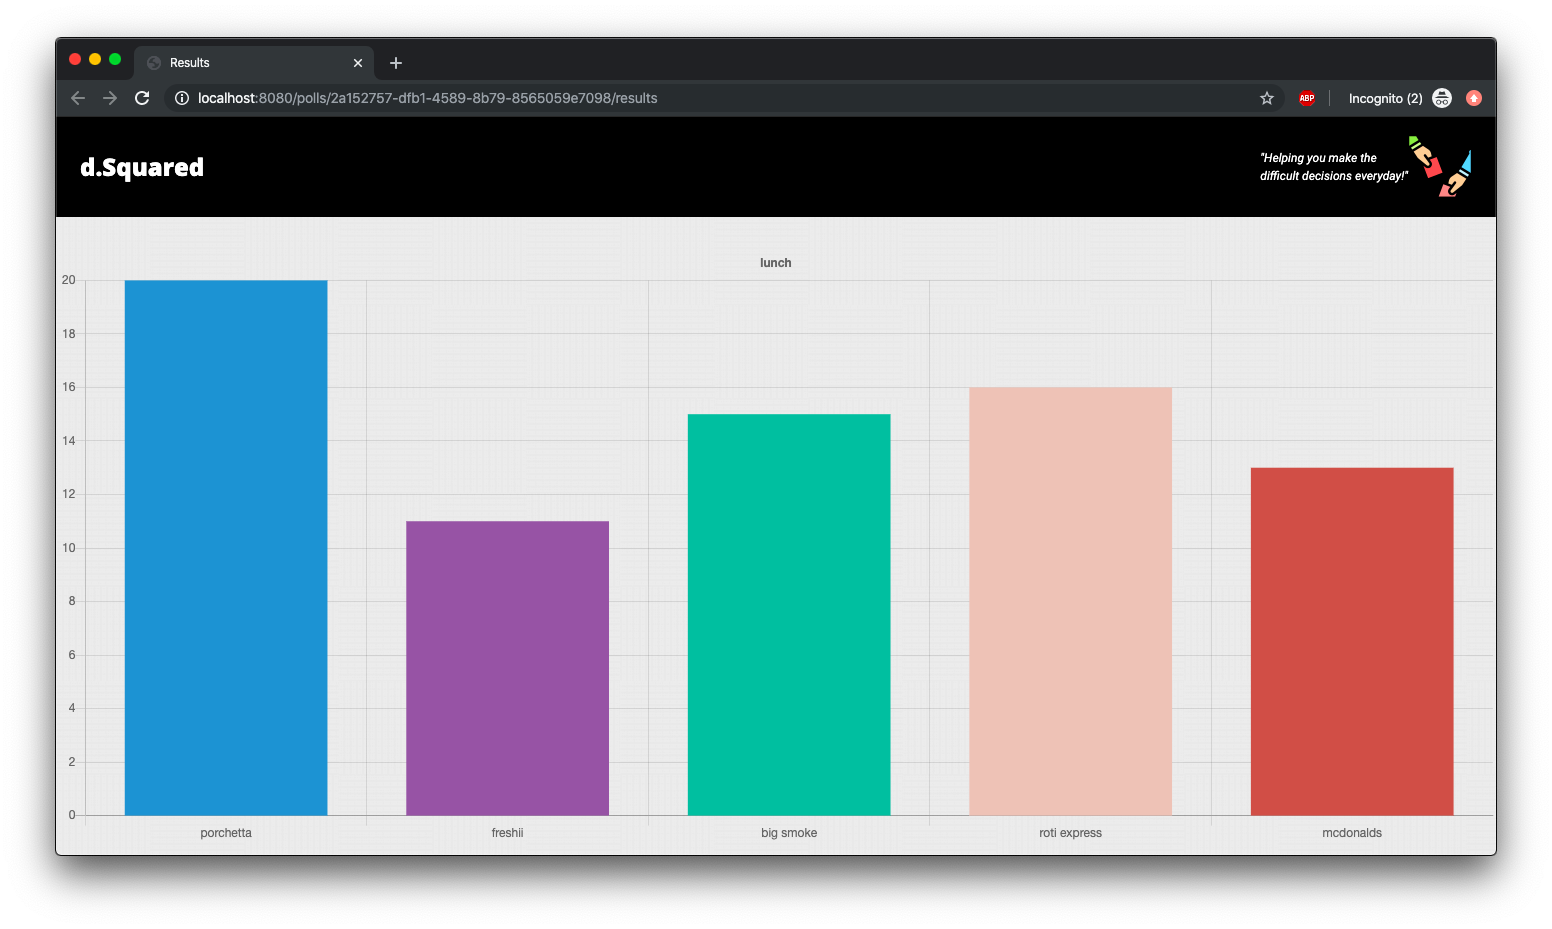 Results
localhost:8080/polls/2a152757-dfb1-4589-8b79-8565059e7098/results
ABP
Incognito (2)
d.Squared
"Helping you make the
difficult decisions everyday!"
lunch
20
18
16
14
12
10
8
6
4
2
0
porchetta freshii big smoke roti express mcdonalds